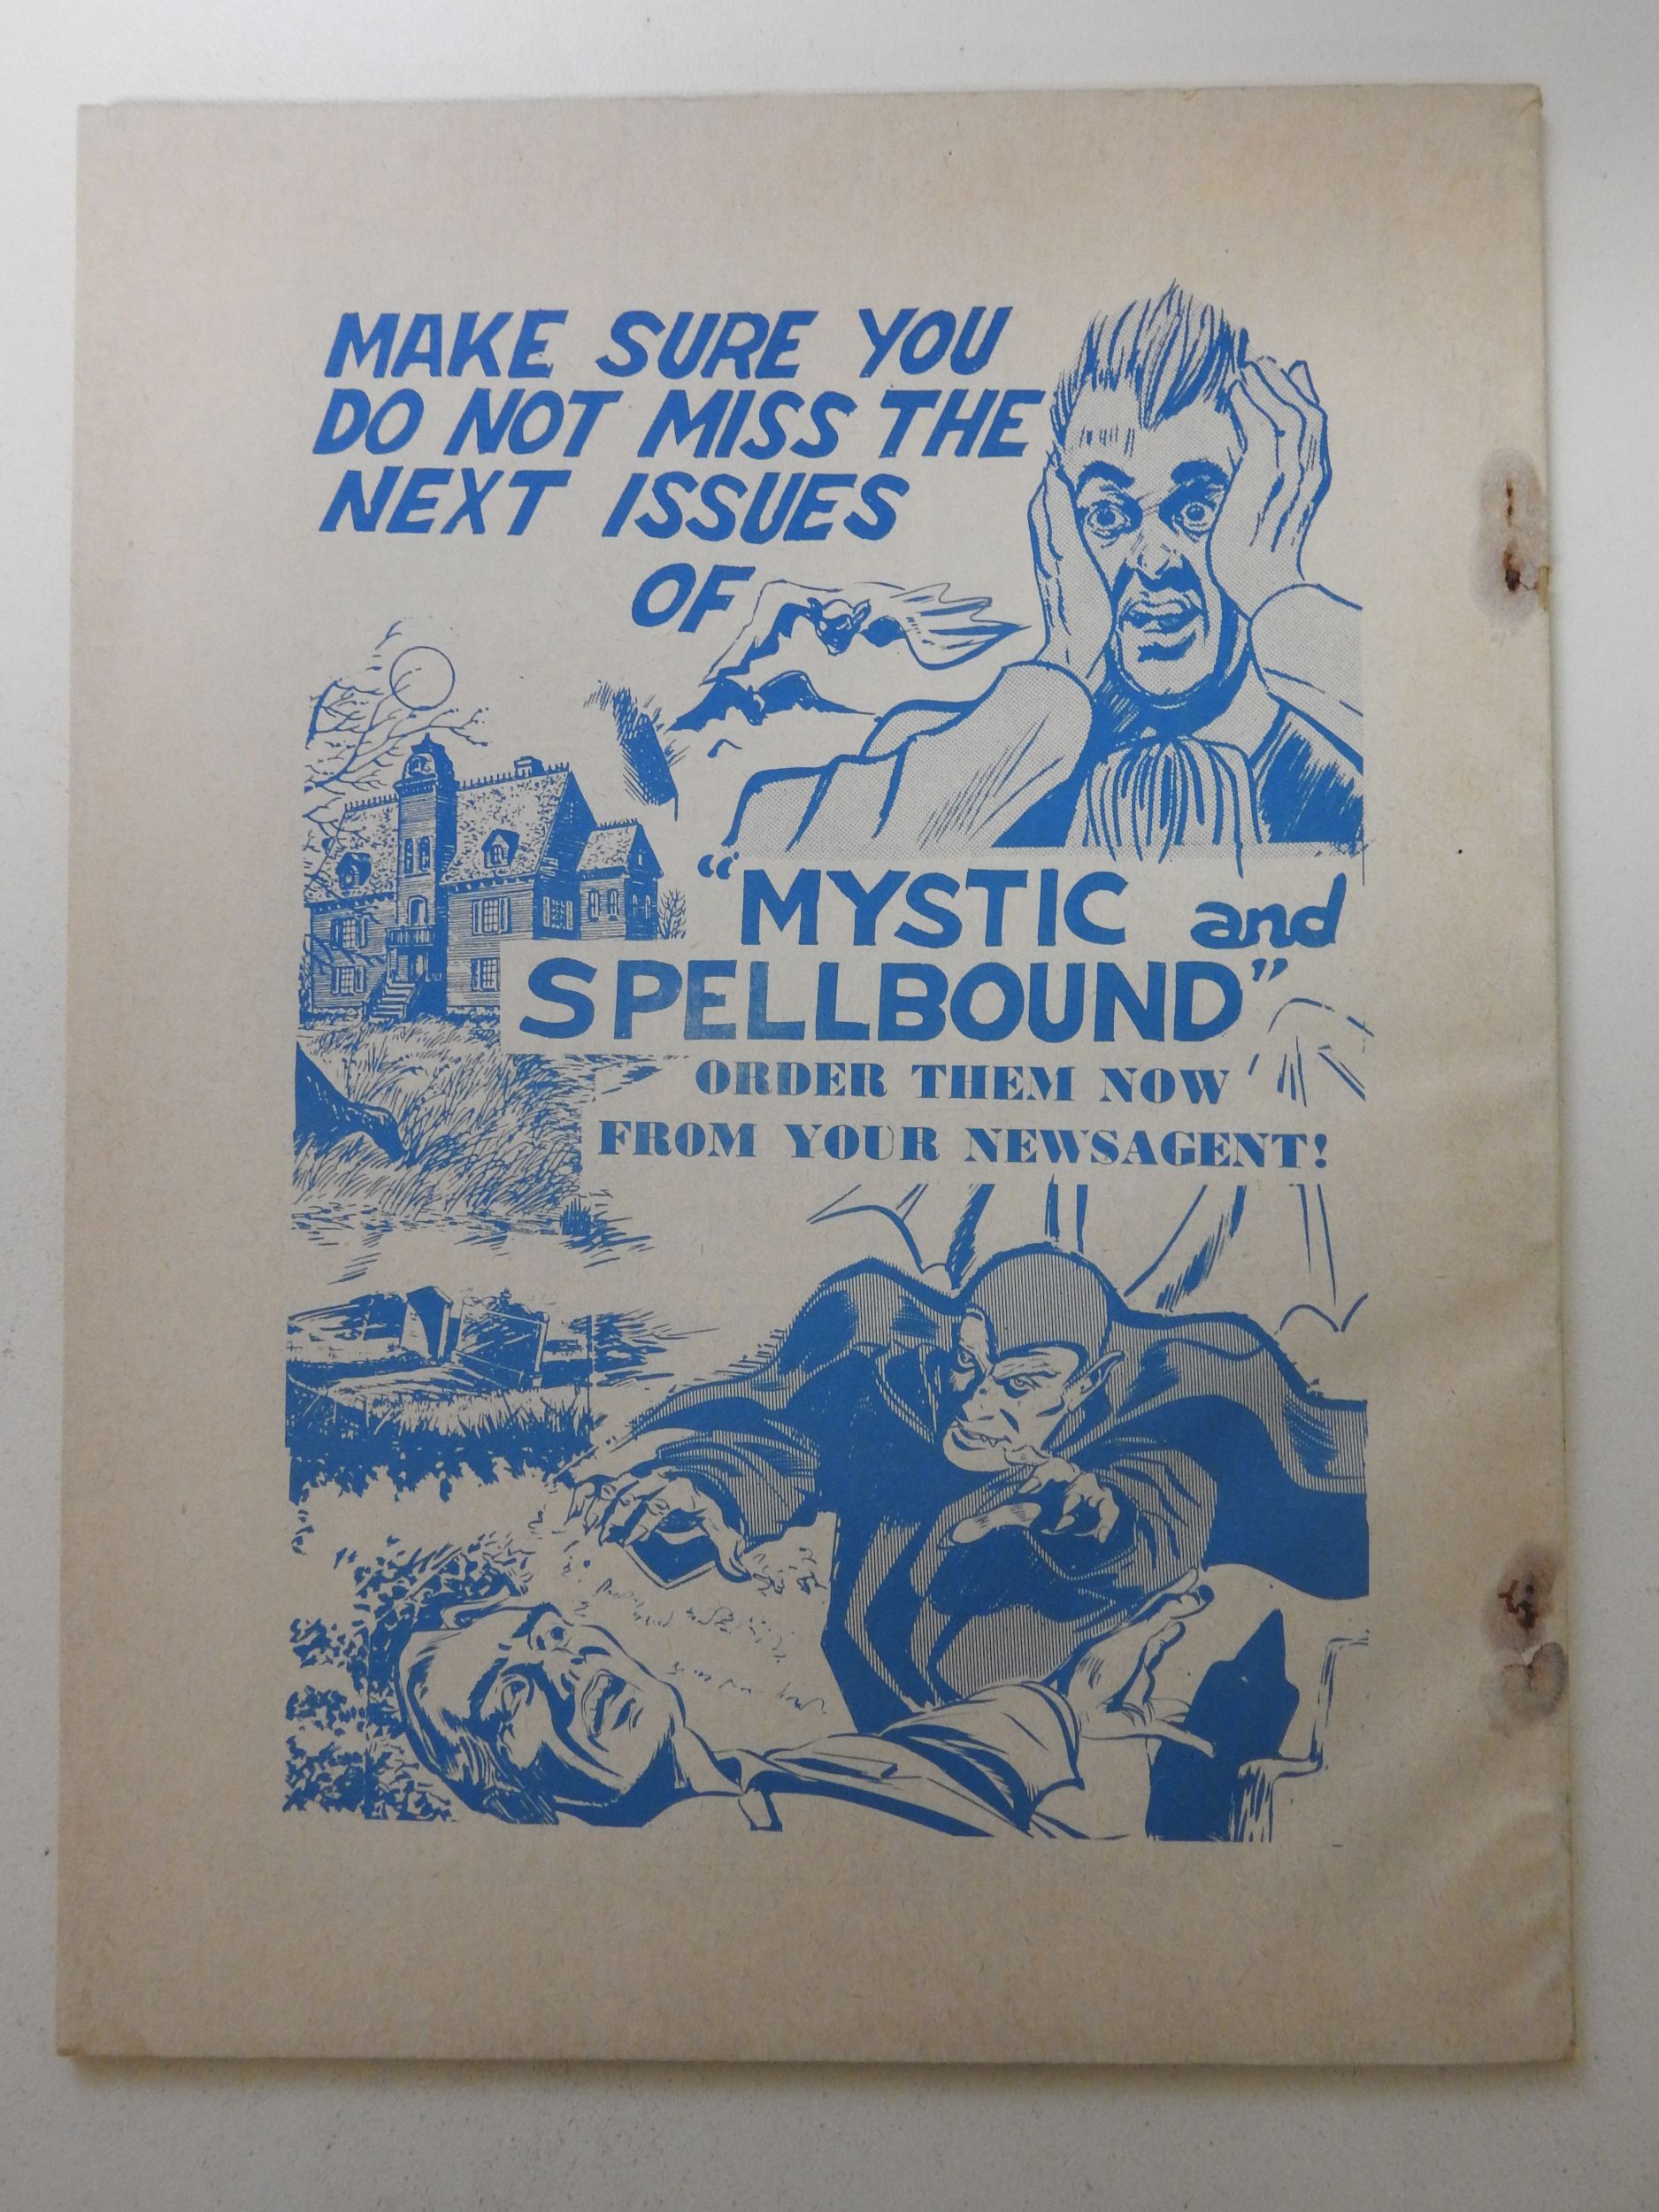 MAKE SURE YOU
DO NOT MISS THE
NEXT ISSUES
OF
"MYSTIC and
SPELLBOUND"
ORDER THEM NOW
FROM YOUR NEWSAGENT!